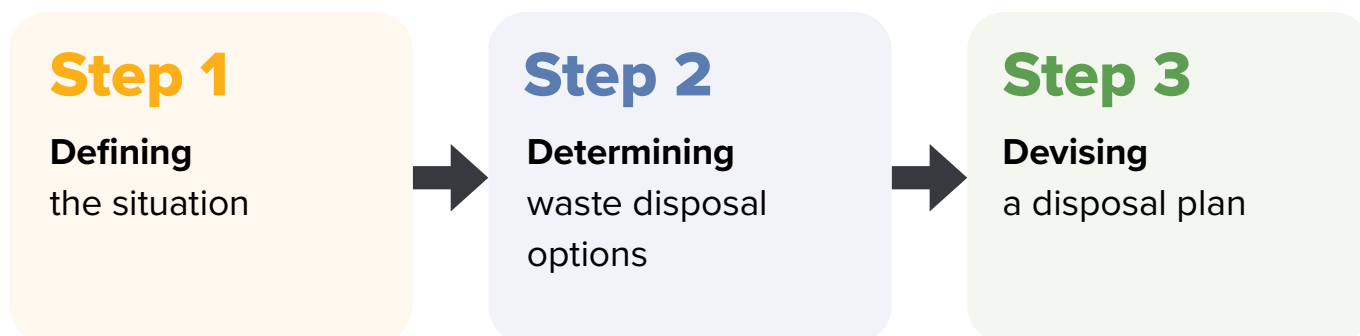 Step 1
Defining
the situation
Step 2
Determining
waste disposal
options
Step 3
Devising
a disposal plan